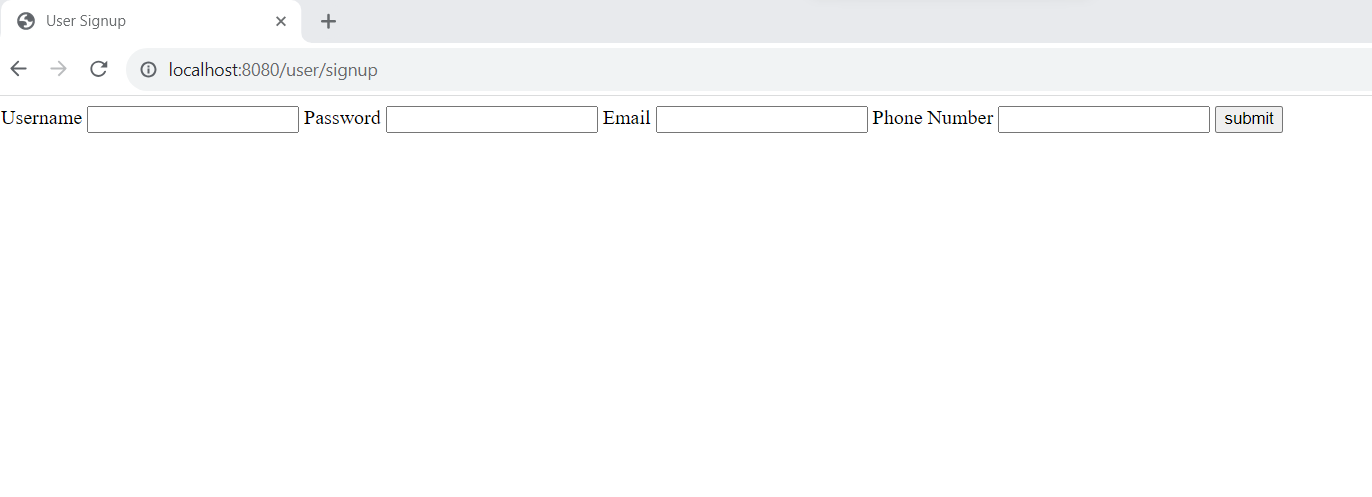 User Signup
localhost:8080/user/signup
Username Password Email Phone Number submit